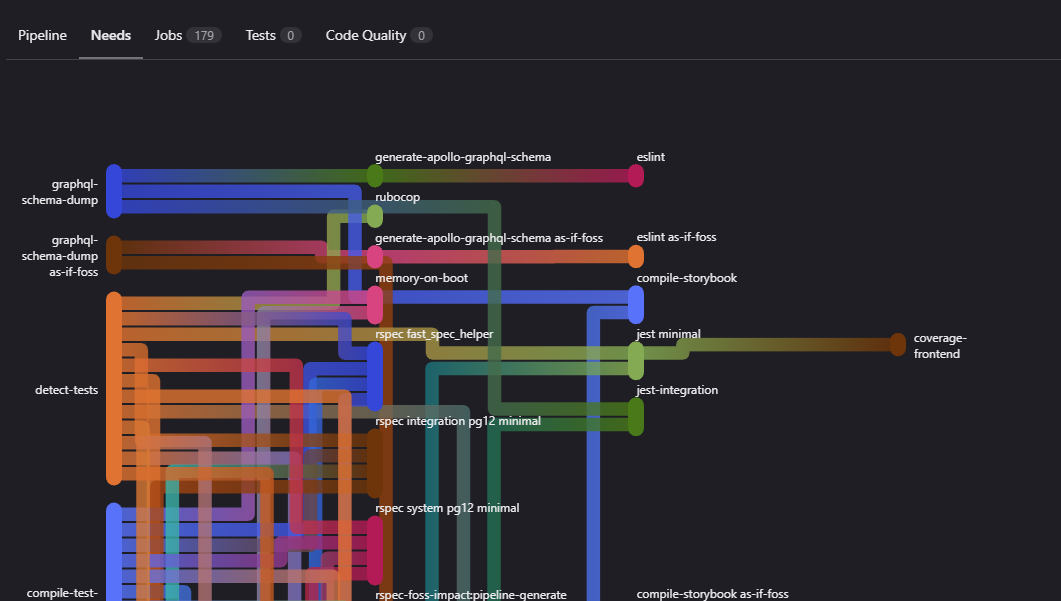 Pipeline Needs Jobs 179 Tests 0 Code Quality 0
generate-apollo-graphql-schema
eslint
graphql-
schema-dump
rubocop
graphql-
schema-dump
as-if-foss
generate-apollo-graphql-schema as-if-foss
eslint as-if-foss
memory-on-boot
compile-storybook
rspec fast_spec_helper
jest minimal
coverage-
frontend
detect-tests
jest-integration
rspec integration pg12 minimal
rspec system pg12 minimal
compile-test-
rspec-foss-impact:pipeline-generate
compile-storybook as-if-foss